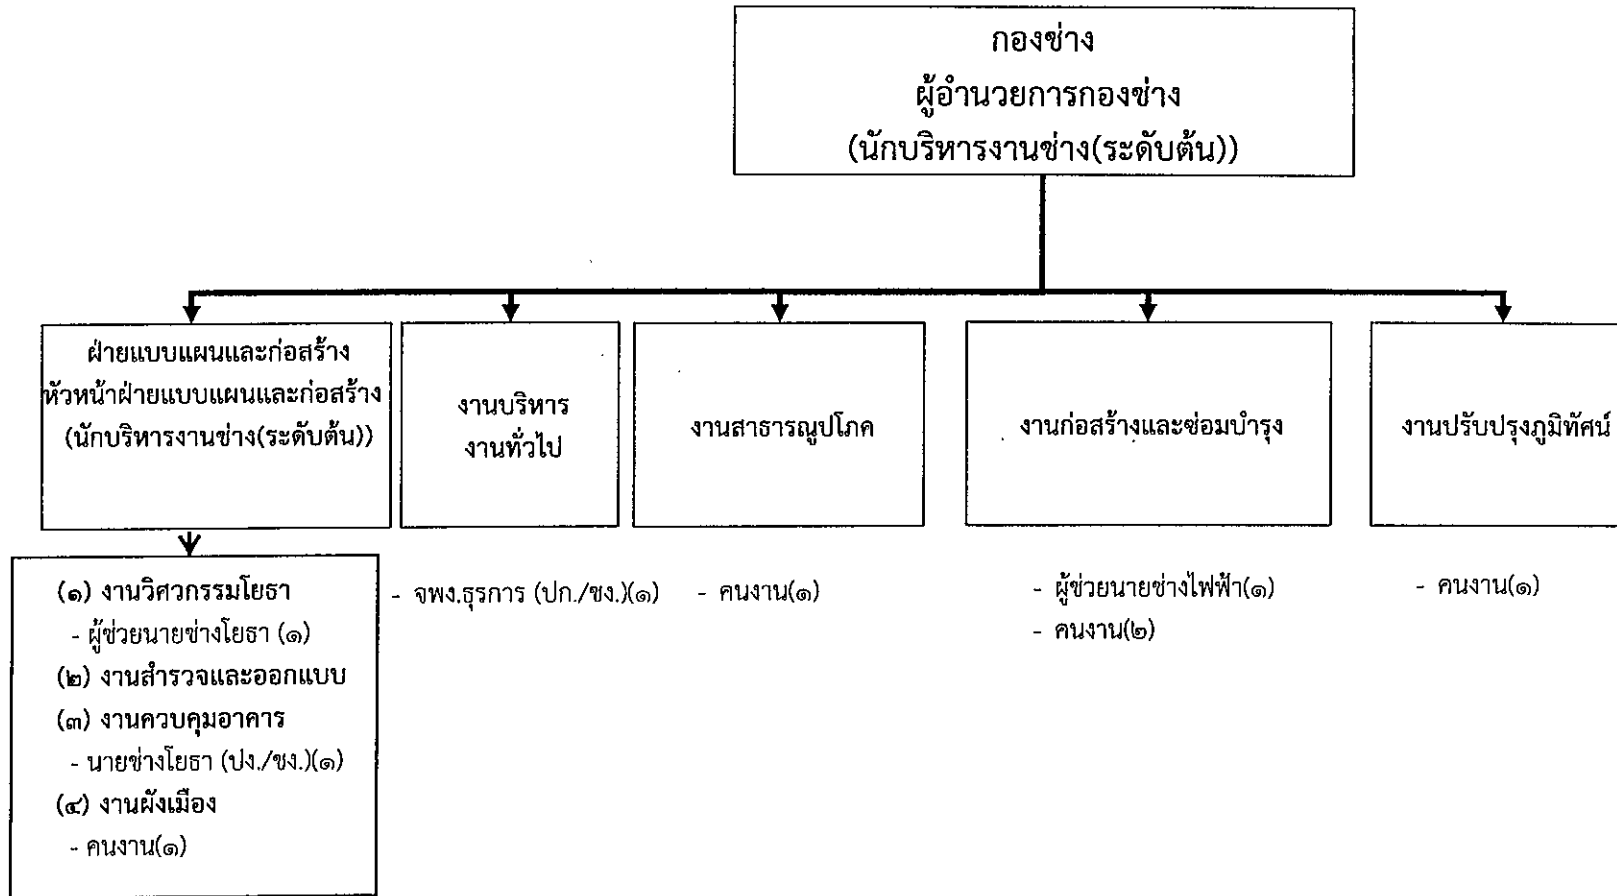 กองช่าง
ผู้อำนวยการกองช่าง
(นักบริหารงานช่าง(ระดับต้น))
ฝ่ายแบบแผนและก่อสร้าง
หัวหน้าฝ่ายแบบแผนและก่อสร้าง
(นักบริหารงานช่าง(ระดับต้น))
งานบริหาร
งานทั่วไป
งานสาธารณูปโภค
งานก่อสร้างและซ่อมบำรุง
งานปรับปรุงภูมิทัศน์
(๑) งานวิศวกรรมโยธา
- ผู้ช่วยนายช่างโยธา (๑)
(๒) งานสำรวจและออกแบบ
(๓) งานควบคุมอาคาร
- นายช่างโยธา (ปง./ชง.)(๑)
(๔) งานผังเมือง
- คนงาน(๑)
- จพง.ธุรการ (ปก./ชง.)(๑)
- คนงาน(๑)
- ผู้ช่วยนายช่างไฟฟ้า(๑)
- คนงาน(๒)
- คนงาน(๑)